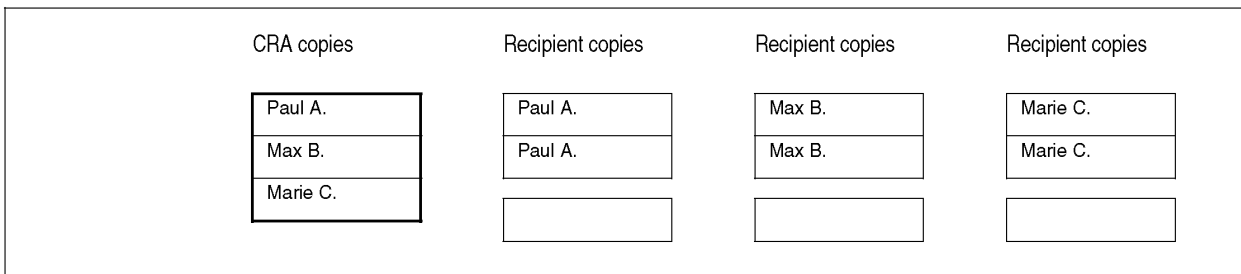 CRA copies Recipient copies Recipient copies Recipient copies
Paul A. Paul A. Max B. Marie C.
Max B. Paul A. Max B. Marie C.
Marie C.